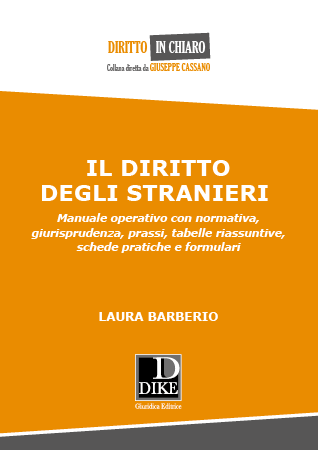 DIRITTO IN CHIARO
Collana diretta da GIUSEPPE CASSANO
IL DIRITTO
DEGLI STRANIERI
Manuale operativo con normativa,
giurisprudenza, prassi, tabelle riassuntive,
schede pratiche e formulari
LAURA BARBERIO
D
DIKE
Giuridica Editrice